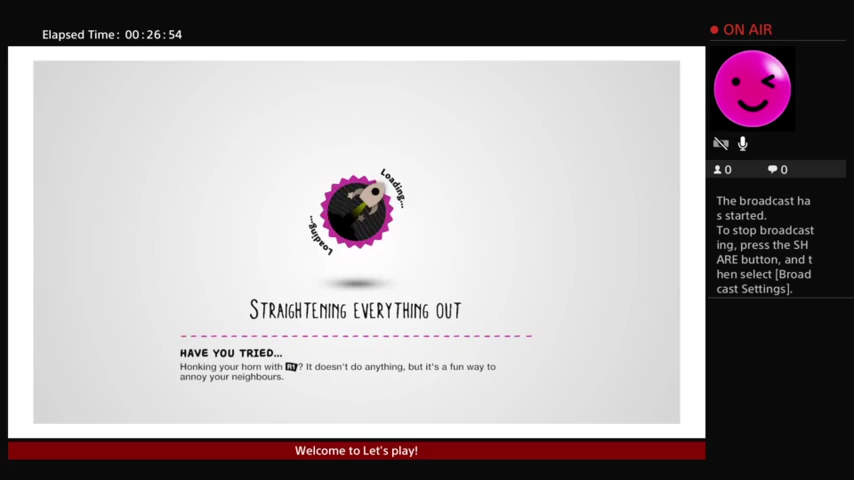 Elapsed Time: 00:26:54
ON AIR
Loading...
Loading...
0
0
The broadcast ha
s started.
To stop broadcast
ing, press the SH
ARE button, and t
hen select [Broad
cast Settings].
STRAIGHTENING EVERYTHING OUT
HAVE YOU TRIED...
Honking your horn with R1? It doesn't do anything, but it's a fun way to
annoy your neighbours.
Welcome to Let's play!